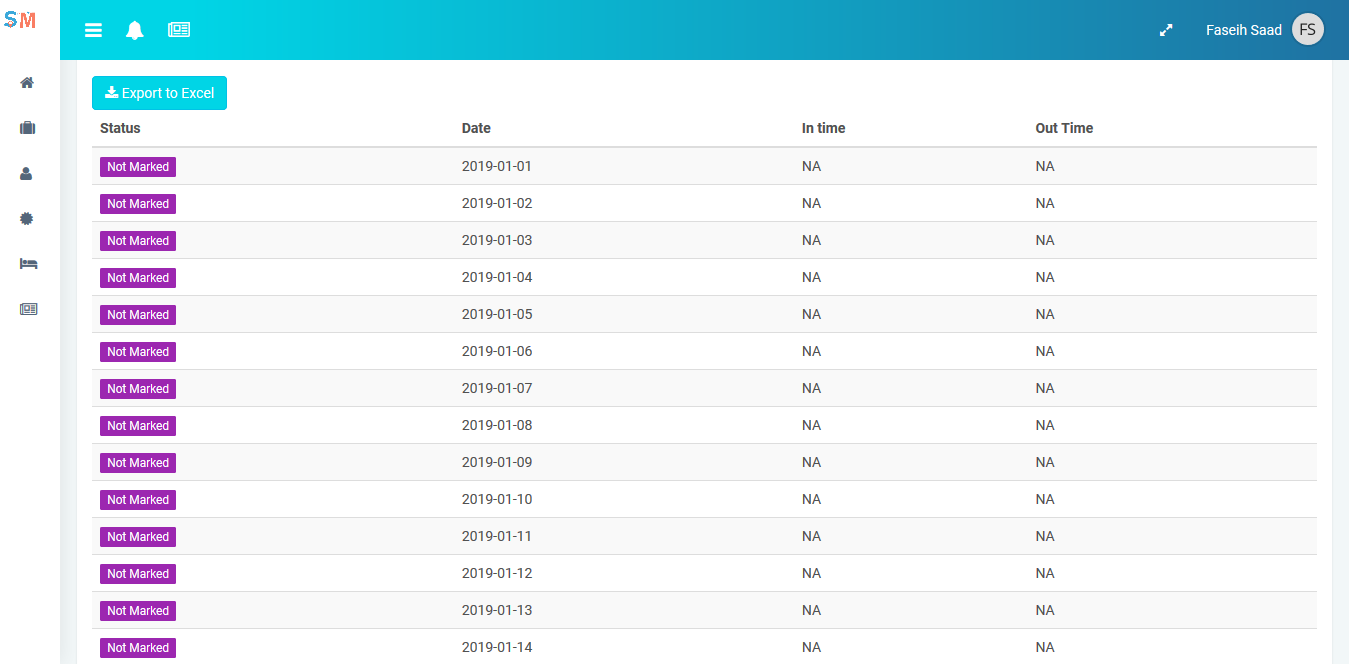 SM
Faseih Saad FS
Export to Excel
Status Date In time Out Time
Not Marked 2019-01-01 NA NA
Not Marked 2019-01-02 NA NA
Not Marked 2019-01-03 NA NA
Not Marked 2019-01-04 NA NA
Not Marked 2019-01-05 NA NA
Not Marked 2019-01-06 NA NA
Not Marked 2019-01-07 NA NA
Not Marked 2019-01-08 NA NA
Not Marked 2019-01-09 NA NA
Not Marked 2019-01-10 NA NA
Not Marked 2019-01-11 NA NA
Not Marked 2019-01-12 NA NA
Not Marked 2019-01-13 NA NA
Not Marked 2019-01-14 NA NA